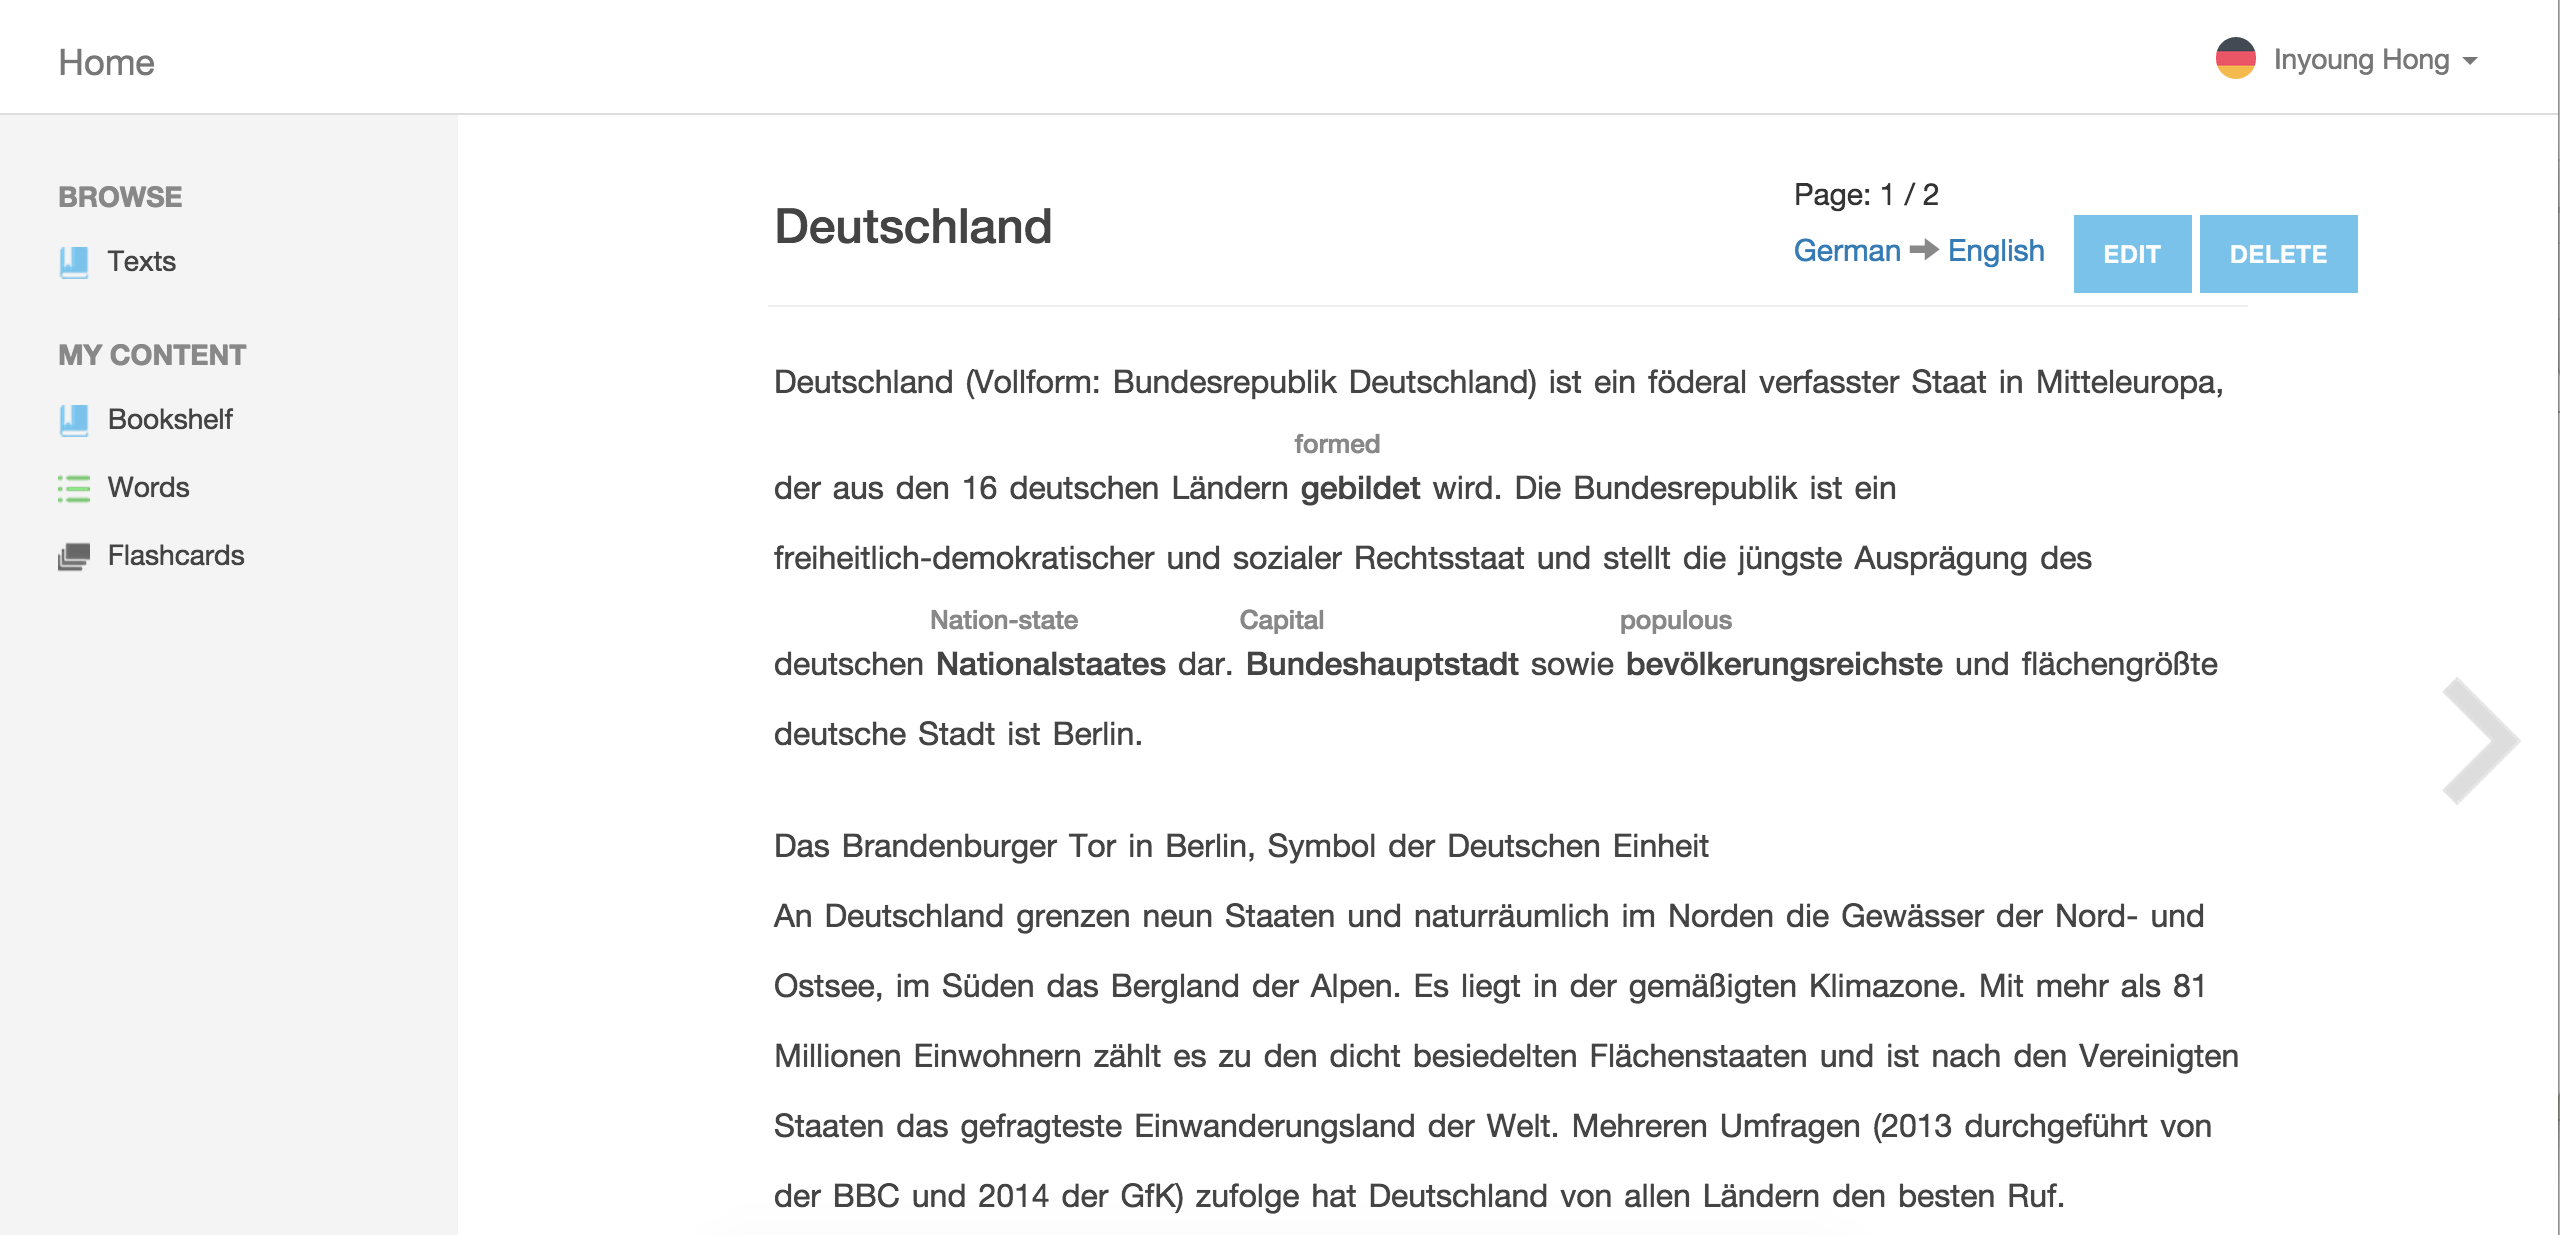 Home
Inyoung Hong
BROWSE
Texts
MY CONTENT
Bookshelf
Words
Flashcards
Deutschland
Page: 1 / 2
German English
EDIT
DELETE
Deutschland (Vollform: Bundesrepublik Deutschland) ist ein föderal verfasster Staat in Mitteleuropa,
formed
der aus den 16 deutschen Ländern gebildet wird. Die Bundesrepublik ist ein
freiheitlich-demokratischer und sozialer Rechtsstaat und stellt die jüngste Ausprägung des
Nation-state Capital populous
deutschen Nationalstaates dar. Bundeshauptstadt sowie bevölkerungsreichste und flächengrößte
deutsche Stadt ist Berlin.
Das Brandenburger Tor in Berlin, Symbol der Deutschen Einheit
An Deutschland grenzen neun Staaten und naturräumlich im Norden die Gewässer der Nord- und
Ostsee, im Süden das Bergland der Alpen. Es liegt in der gemäßigten Klimazone. Mit mehr als 81
Millionen Einwohnern zählt es zu den dicht besiedelten Flächenstaaten und ist nach den Vereinigten
Staaten das gefragteste Einwanderungsland der Welt. Mehreren Umfragen (2013 durchgeführt von
der BBC und 2014 der GfK) zufolge hat Deutschland von allen Ländern den besten Ruf.